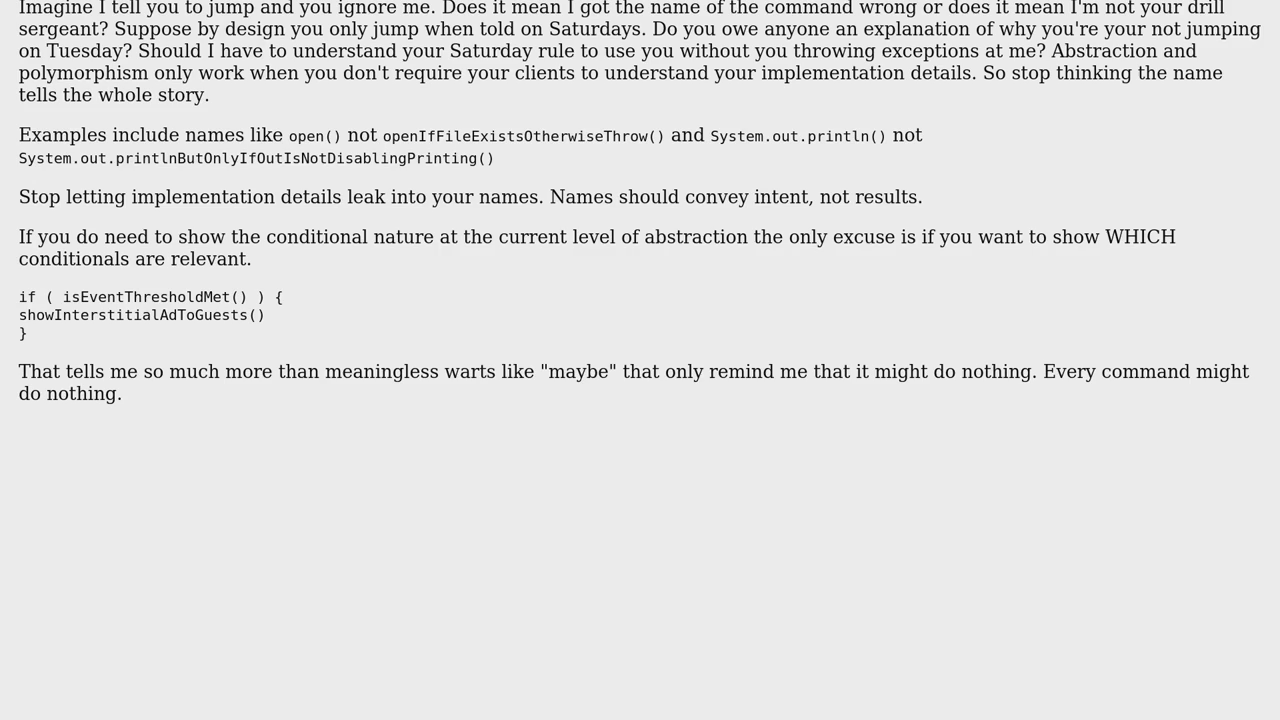 Imagine I tell you to jump and you ignore me. Does it mean I got the name of the command wrong or does it mean I'm not your drill
sergeant? Suppose by design you only jump when told on Saturdays. Do you owe anyone an explanation of why you're your not jumping
on Tuesday? Should I have to understand your Saturday rule to use you without you throwing exceptions at me? Abstraction and
polymorphism only work when you don't require your clients to understand your implementation details. So stop thinking the name
tells the whole story.
Examples include names like open() not openIfFileExistsOtherwiseThrow() and System.out.println() not
System.out.printlnButOnlyIfOutIsNotDisablingPrinting()
Stop letting implementation details leak into your names. Names should convey intent, not results.
If you do need to show the conditional nature at the current level of abstraction the only excuse is if you want to show WHICH
conditionals are relevant.
if ( isEventThresholdMet() ) {
showInterstitialAdToGuests()
}
That tells me so much more than meaningless warts like "maybe" that only remind me that it might do nothing. Every command might
do nothing.